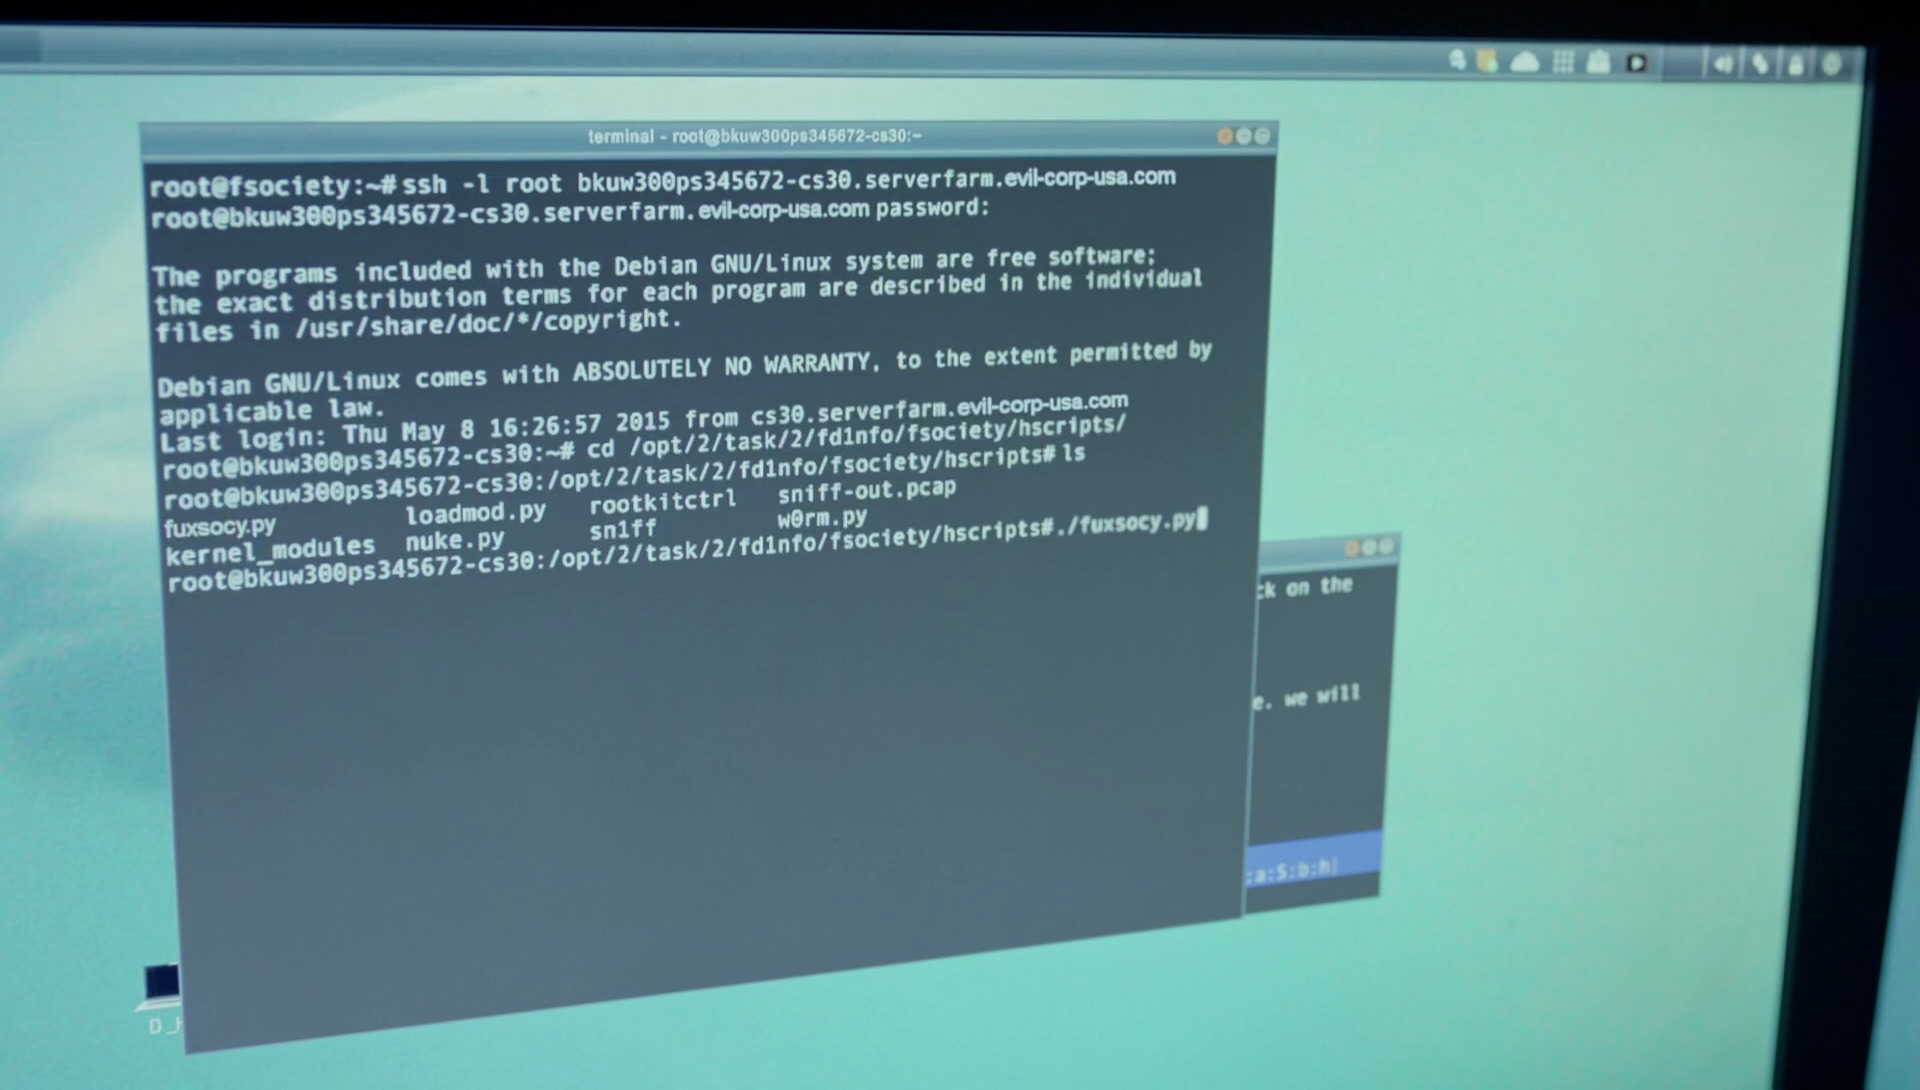 terminal - root@bkuw300ps345672-cs30:~
root@fsociety:~# ssh -l root bkuw300ps345672-cs30.serverfarm.evil-corp-usa.com
root@bkuw300ps345672-cs30.serverfarm.evil-corp-usa.com password:
The programs included with the Debian GNU/Linux system are free software;
the exact distribution terms for each program are described in the individual
files in /usr/share/doc/*/copyright.
Debian GNU/Linux comes with ABSOLUTELY NO WARRANTY, to the extent permitted by
applicable law.
Last login: Thu May 8 16:26:57 2015 from cs30.serverfarm.evil-corp-usa.com
root@bkuw300ps345672-cs30:~# cd /opt/2/task/2/fd1nfo/fsociety/hscripts/
root@bkuw300ps345672-cs30:/opt/2/task/2/fd1nfo/fsociety/hscripts# ls
fuxsocy.py loadmod.py rootkitctrl sniff-out.pcap
kernel_modules nuke.py sn1ff w0rm.py
root@bkuw300ps345672-cs30:/opt/2/task/2/fd1nfo/fsociety/hscripts#./fuxsocy.py
ck on the
e. we will
:a:S:b:h|